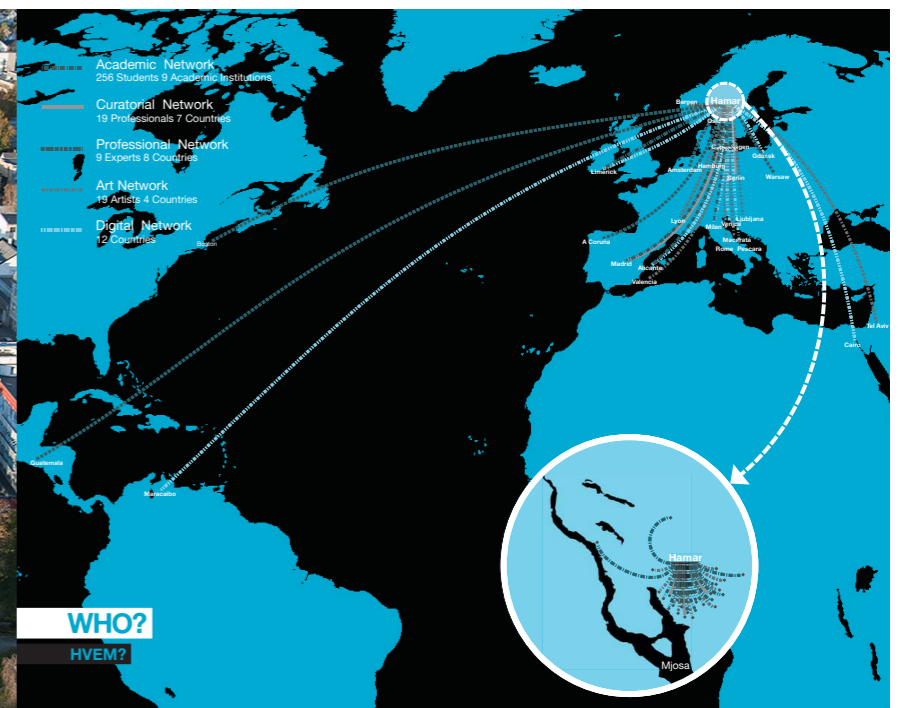 Academic Network
256 Students 9 Academic Institutions
Curatorial Network
19 Professionals 7 Countries
Professional Network
9 Experts 8 Countries
Art Network
19 Artists 4 Countries
Digital Network
12 Countries
Bergen
Hamar
Limerick
Amsterdam
Hamburg
Berlin
Gdansk
Warsaw
Boston
A Coruña
Lyon
Milan
Ljubljana
Macerata
Rome Pescara
Madrid
Alicante
Valencia
Tel Aviv
Cairo
Guatemala
Maracaibo
Hamar
Mjosa
WHO?
HVEM?